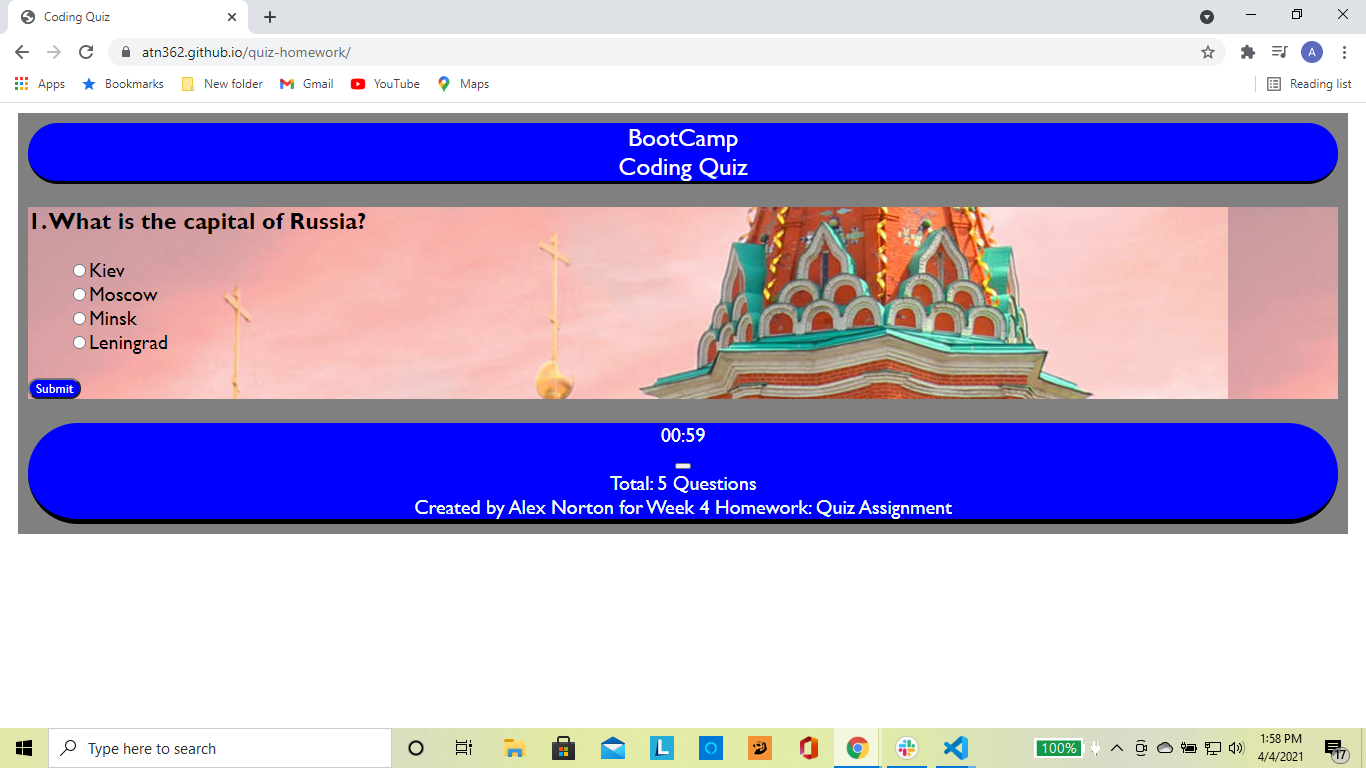 Coding Quiz
atn362.github.io/quiz-homework/
A
Apps Bookmarks New folder Gmail YouTube Maps Reading list
BootCamp
Coding Quiz
1.What is the capital of Russia?
Kiev
Moscow
Minsk
Leningrad
Submit
00:59
Total: 5 Questions
Created by Alex Norton for Week 4 Homework: Quiz Assignment
Type here to search
L
100%
1:58 PM
4/4/2021
17